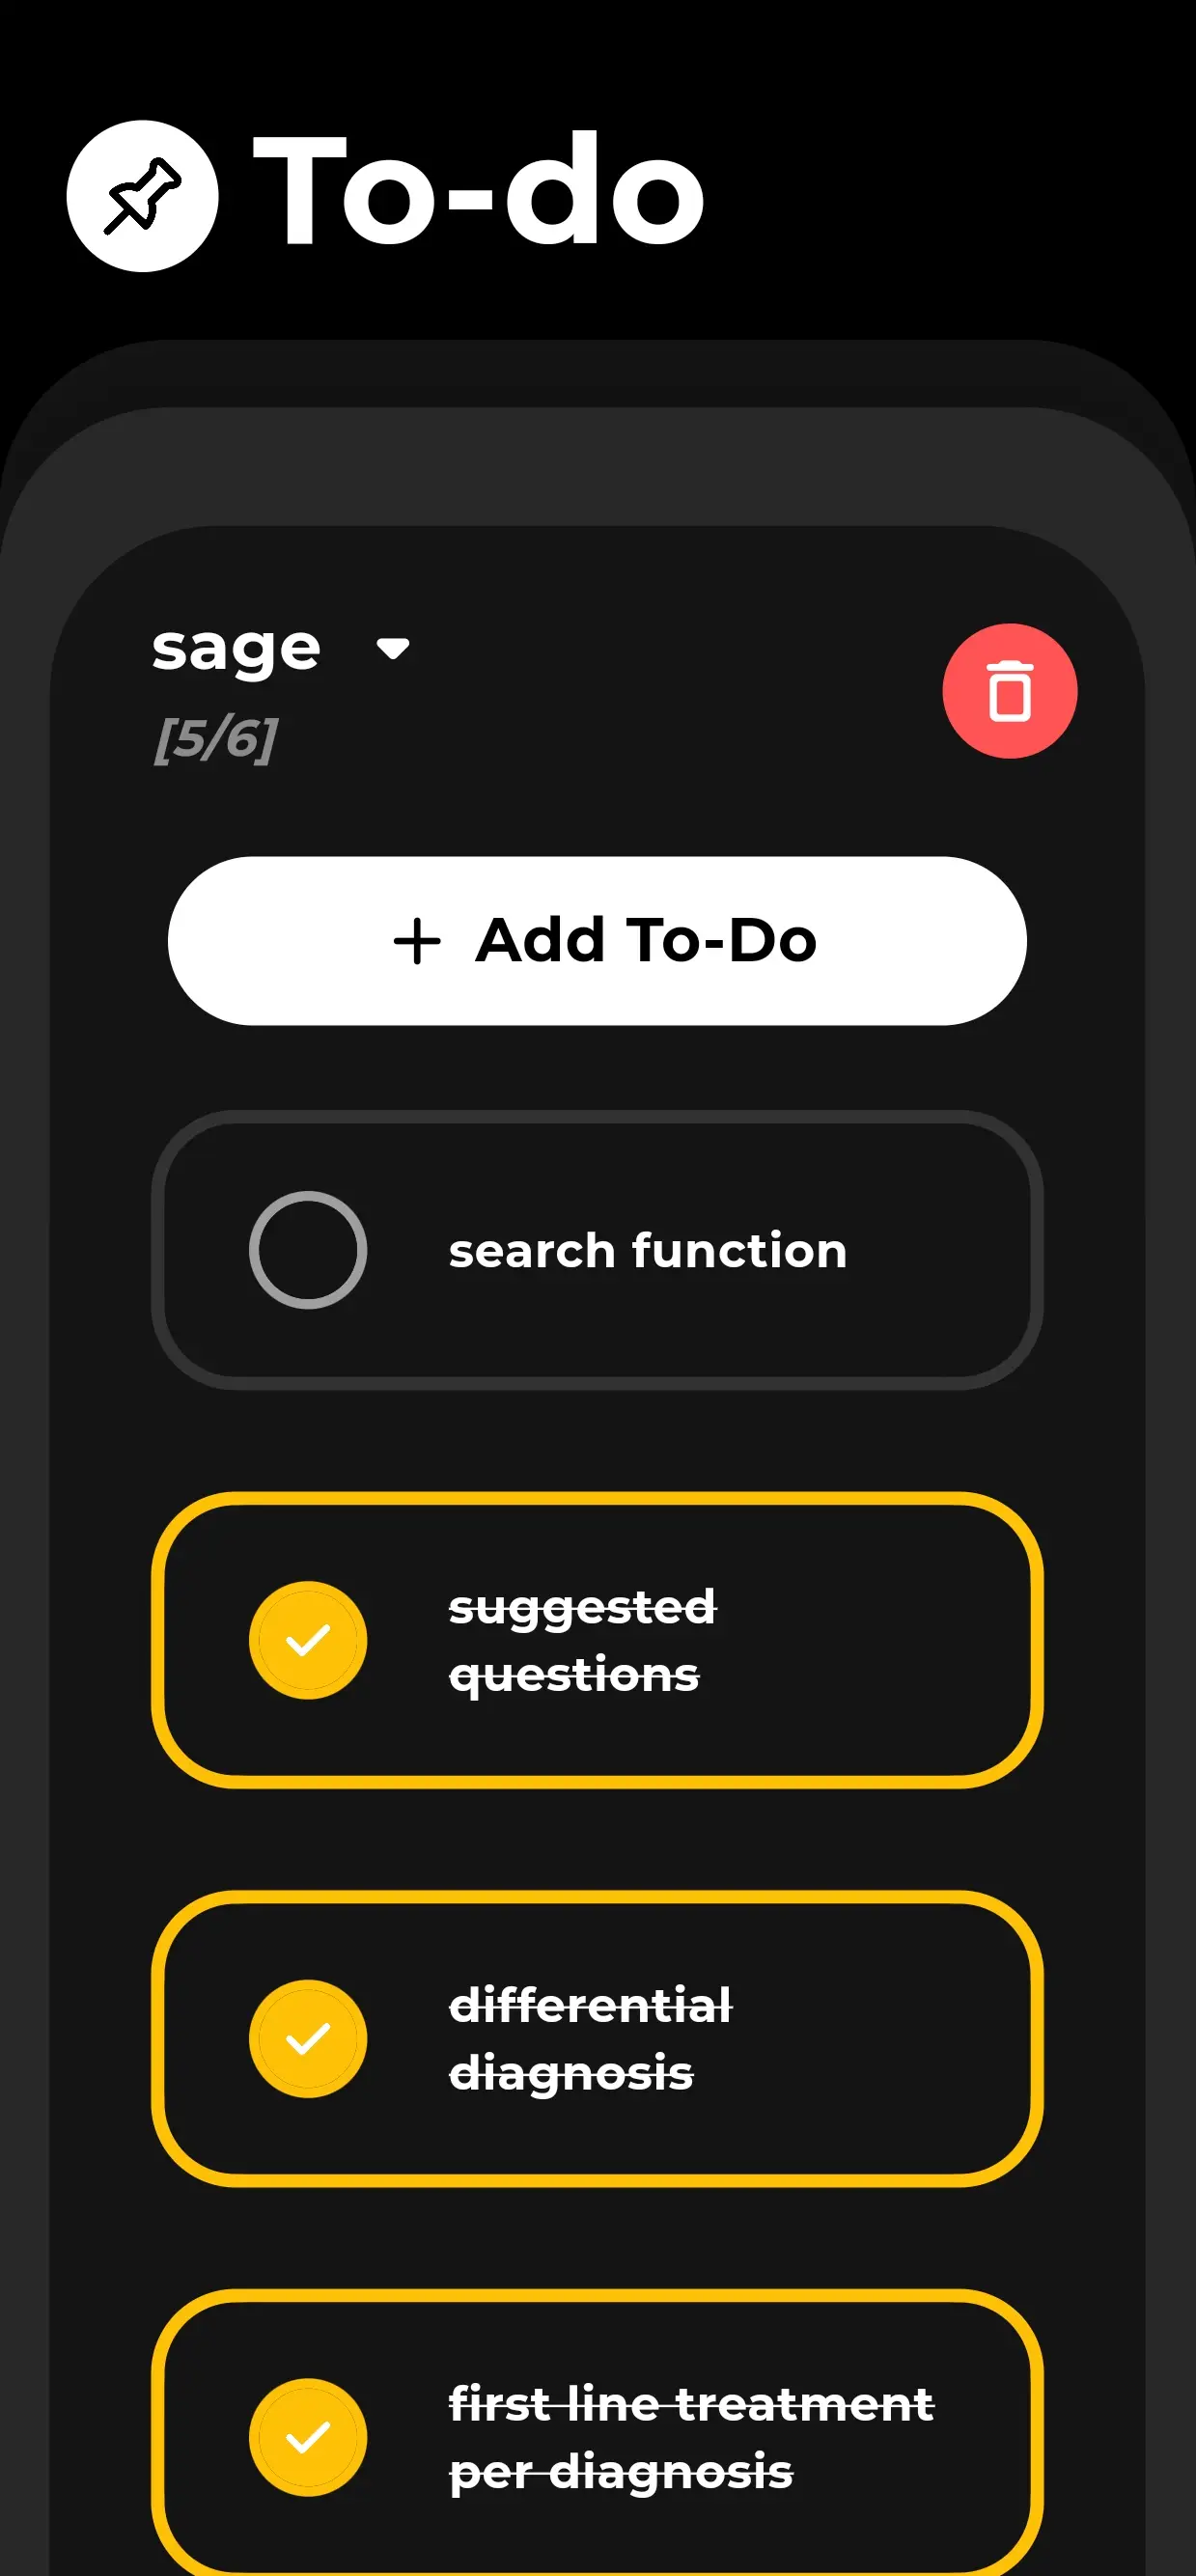 To-do
sage
[5/6]
+ Add To-Do
search function
suggested
questions
differential
diagnosis
first line treatment
per diagnosis